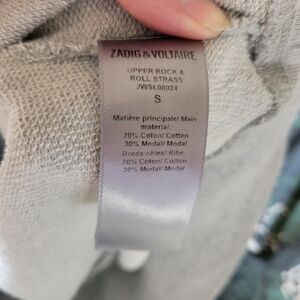 ZADIG & VOLTAIRE
UPPER ROCK &
ROLL STRASS
JWSL00024
S
Matière principale/ Main
material:
70% Coton/ Cotton
30% Modal/ Modal
Bords côtes/ Ribs:
70% Coton/ Cotton
30% Modal/ Modal